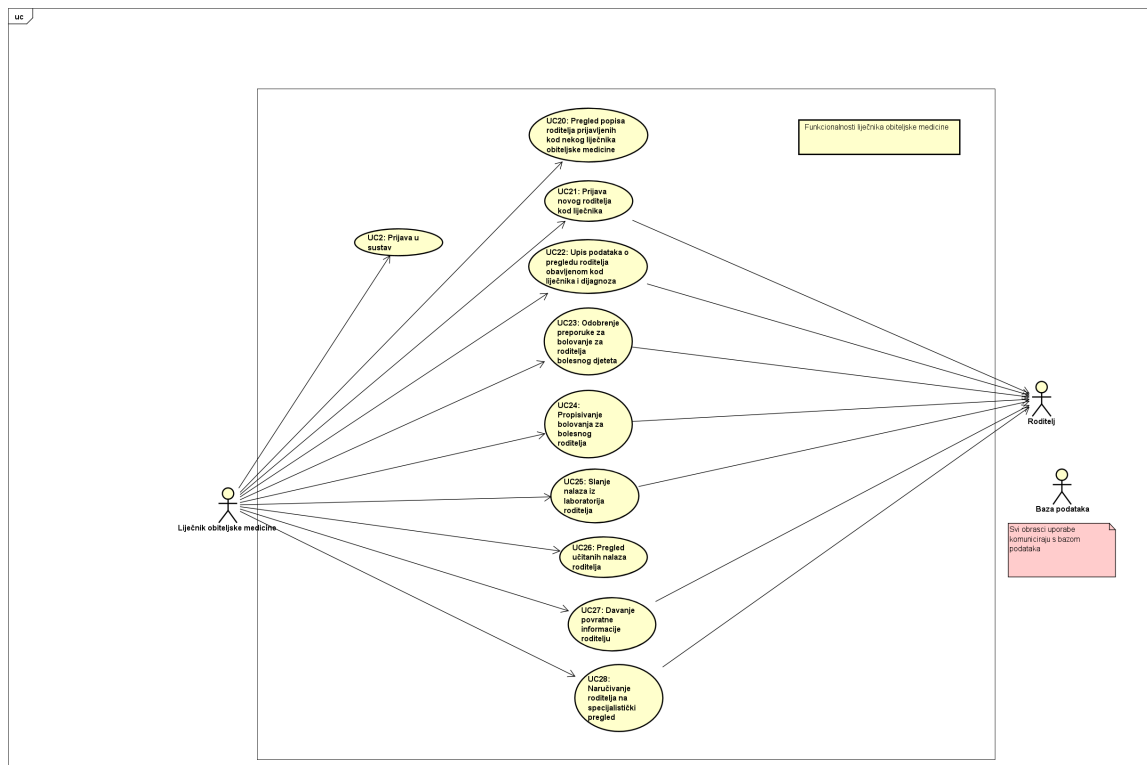 uc
UC20: Pregled popisa
roditelja prijavljenih
kod nekog liječnika
obiteljske medicine
Funkcionalnosti liječnika obiteljske medicine
UC21: Prijava
novog roditelja
kod liječnika
UC2: Prijava u
sustav
UC22: Upis podataka o
pregledu roditelja
obavljenom kod
liječnika i dijagnoza
UC23: Odobrenje
preporuke za
bolovanje za
roditelja
bolesnog djeteta
UC24:
Propisivanje
bolovanja za
bolesnog
roditelja
Roditelj
UC25: Slanje
nalaza iz
laboratorija
roditelja
Liječnik obiteljske medicine
Baza podataka
Svi obrasci uporabe
komuniciraju s bazom
podataka
UC26: Pregled
učitanih nalaza
roditelja
UC27: Davanje
povratne
informacije
roditelju
UC28:
Naručivanje
roditelja na
specijalistički
pregled